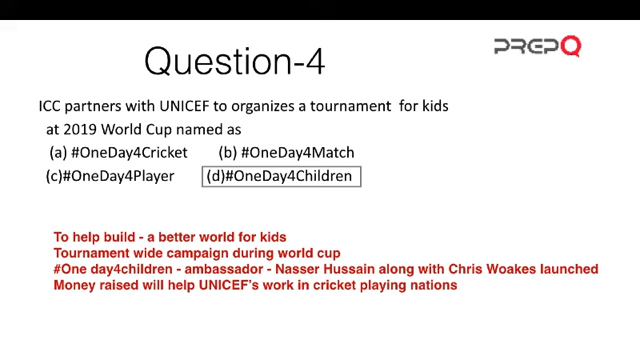 Question-4
PREPQ
ICC partners with UNICEF to organizes a tournament for kids
at 2019 World Cup named as
(a) #OneDay4Cricket (b) #OneDay4Match
(c)#OneDay4Player (d)#OneDay4Children
To help build - a better world for kids
Tournament wide campaign during world cup
#One day4children - ambassador - Nasser Hussain along with Chris Woakes launched
Money raised will help UNICEF's work in cricket playing nations